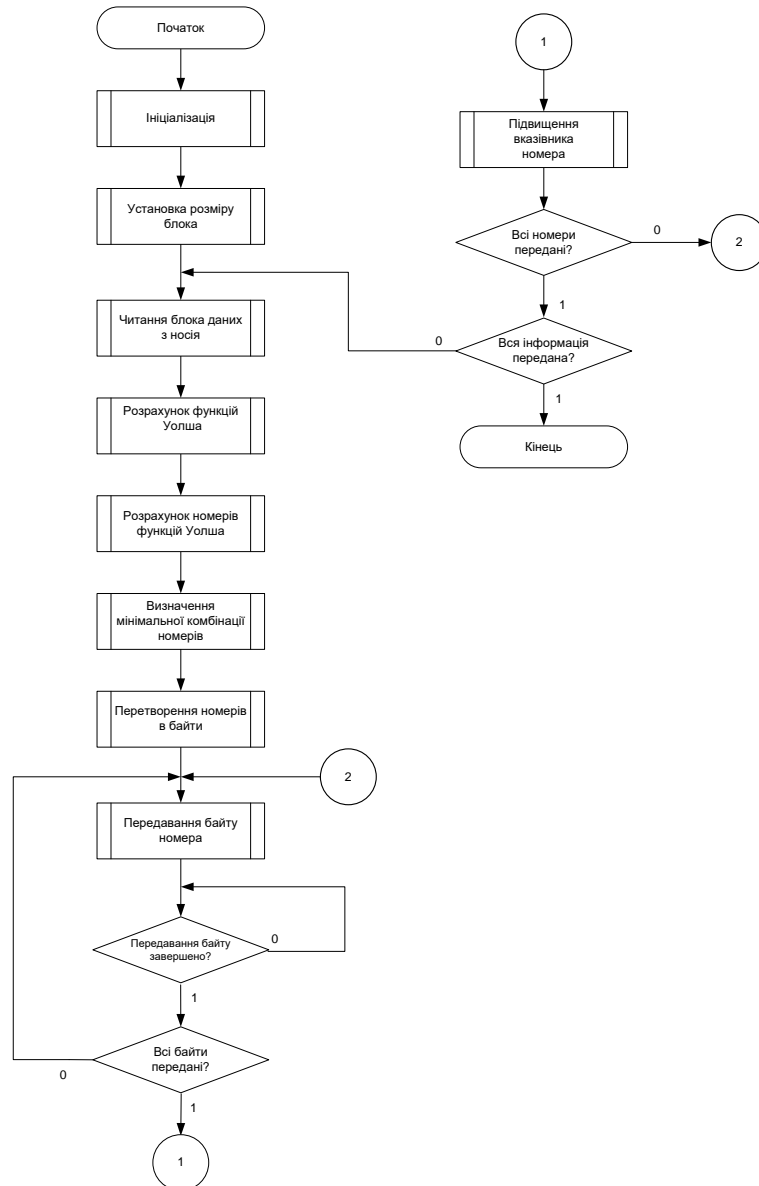 Початок
Ініціалізація
Установка розміру
блока
Читання блока даних
з носія
Розрахунок функцій
Уолша
Розрахунок номерів
функцій Уолша
Визначення
мінімальної комбінації
номерів
Перетворення номерів
в байти
2
Передавання байту
номера
Передавання байту
завершено?
0
1
Всі байти
передані?
0
1
1
1
Підвищення
вказівника
номера
Всі номери
передані?
0
2
1
Вся інформація
передана?
0
1
Кінець